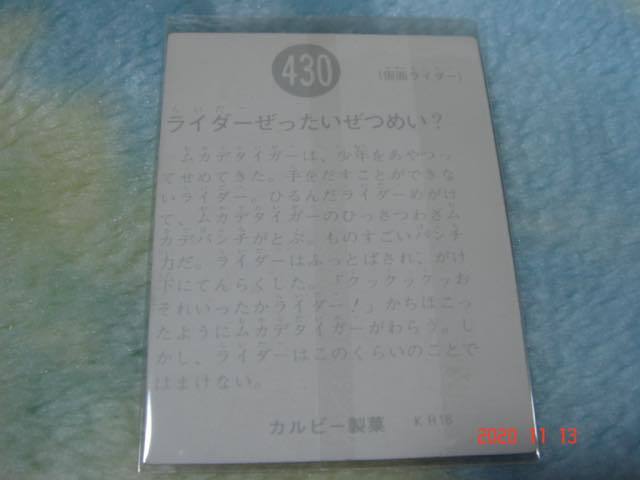 430
(仮面ライダー)
ライダーぜったいぜつめい?
ムカデタイガーは、少年をあやつっ
てせめてきた。手をだすことができな
いライダー。ひるんだライダーめがけ
て、ムカデタイガーのひっさつわざム
カデパンチがとぶ。ものすごいパンチ
力だ。ライダーはふっとばされ、がけ
下にてんらくした。「クックックッお
それいったかライダー!」かちほこっ
たようにムカデタイガーがわらう。し
かし、ライダーはこのくらいのことで
はまけない。
カルビー製菓 KR16
2020 11 13